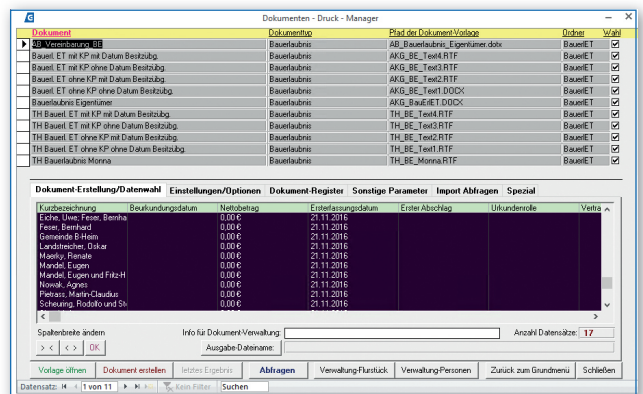 Dokumenten - Druck - Manager
Dokument Dokumenttyp Pfad der Dokument-Vorlage Ordner Wahl
AB_Vereinbarung_BE Bauerlaubnis AB_Bauerlaubnis_Eigentümer.dotx BauerlET
Bauerl. ET mit KP mit Datum Besitzübg. Bauerlaubnis AKG_BE_Text4.RTF BauerlET
Bauerl. ET mit KP ohne Datum Besitzübg. Bauerlaubnis AKG_BE_Text3.RTF BauerlET
Bauerl. ET ohne KP mit Datum Besitzübg. Bauerlaubnis AKG_BE_Text2.RTF BauerlET
Bauerl. ET ohne KP ohne Datum Besitzübg. Bauerlaubnis AKG_BE_Text1.DOCX BauerlET
Bauerlaubnis Eigentümer Bauerlaubnis AKG_BauErlET.DOCX BauerlET
TH Bauerl. ET mit KP mit Datum Besitzübg. Bauerlaubnis TH_BE_Text4.RTF BauerlET
TH Bauerl. ET mit KP ohne Datum Besitzübg. Bauerlaubnis TH_BE_Text3.RTF BauerlET
TH Bauerl. ET ohne KP mit Datum Besitzübg. Bauerlaubnis TH_BE_Text2.RTF BauerlET
TH Bauerl. ET ohne KP ohne Datum Besitzübg. Bauerlaubnis TH_BE_Text1.RTF BauerlET
TH Bauerlaubnis Monna Bauerlaubnis TH_BE_Monna.RTF BauerlET
Dokument-Erstellung/Datenwahl Einstellungen/Optionen Dokument-Register Sonstige Parameter Import Abfragen Spezial
Kurzbezeichnung Beurkundungsdatum Nettobetrag Ersterfassungsdatum Erster Abschlag Urkundenrolle Vertra
Eiche, Uwe; Feser, Bernha 0,00 € 21.11.2016
Feser, Bernhard 0,00 € 21.11.2016
Gemeinde B-Heim 0,00 € 21.11.2016
Landstreicher, Oskar 0,00 € 21.11.2016
Maerky, Renate 0,00 € 21.11.2016
Mandel, Eugen 0,00 € 21.11.2016
Mandel, Eugen und Fritz-H 0,00 € 21.11.2016
Nowak, Agnes 0,00 € 21.11.2016
Pietrass, Martin-Claudius 0,00 € 21.11.2016
Scheuring, Rodolfo und Ste 0,00 € 21.11.2016
Spaltenbreite ändern Info für Dokument-Verwaltung: Anzahl Datensätze: 17
> < < > OK Ausgabe-Dateiname:
Vorlage öffnen Dokument erstellen letztes Ergebnis Abfragen Verwaltung-Flurstück Verwaltung-Personen Zurück zum Grundmenü Schließen
Datensatz: 1 von 11 Kein Filter Suchen